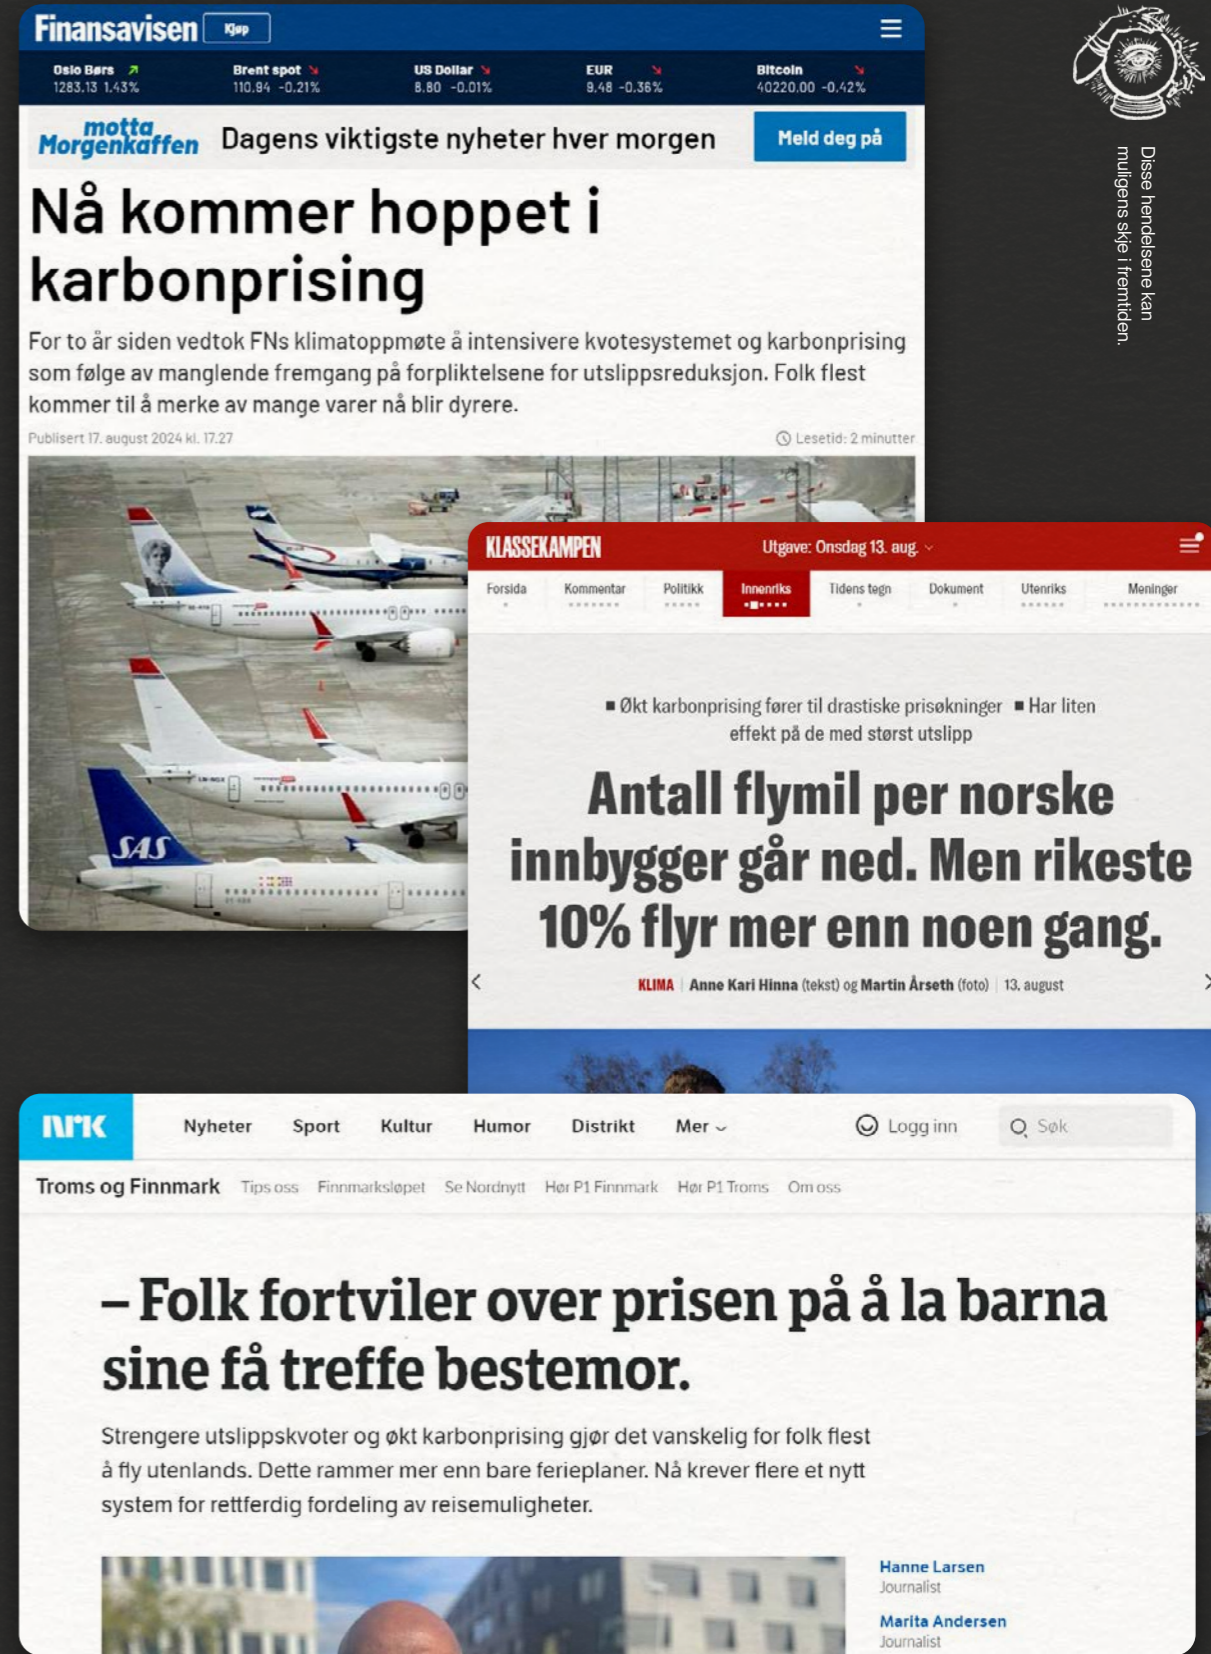 Finansavisen Kjøp
Oslo Børs Brent spot US Dollar EUR Bitcoin
1283.13 1.43% 110.94 -0.21% 8.80 -0.01% 9.48 -0.36% 40220.00 -0.42%
motta
Morgenkaffen Dagens viktigste nyheter hver morgen Meld deg på
Nå kommer hoppet i
karbonprising
For to år siden vedtok FNs klimatoppmøte å intensivere kvotesystemet og karbonprising
som følge av manglende fremgang på forpliktelsene for utslippsreduksjon. Folk flest
kommer til å merke av mange varer nå blir dyrere.
Publisert 17. august 2024 kl. 17.27 Lesetid: 2 minutter
SAS
Disse hendelsene kan
muligens skje i fremtiden.
KLASSEKAMPEN Utgave: Onsdag 13. aug.
Forsida Kommentar Politikk Innenriks Tidens tegn Dokument Utenriks Meninger
■ Økt karbonprising fører til drastiske prisøkninger ■ Har liten
effekt på de med størst utslipp
Antall flymil per norske
innbygger går ned. Men rikeste
10% flyr mer enn noen gang.
KLIMA | Anne Kari Hinna (tekst) og Martin Årseth (foto) | 13. august
nrk Nyheter Sport Kultur Humor Distrikt Mer Logg inn Søk
Troms og Finnmark Tips oss Finnmarksløpet Se Nordnytt Hør P1 Finnmark Hør P1 Troms Om oss
– Folk fortviler over prisen på å la barna
sine få treffe bestemor.
Strengere utslippskvoter og økt karbonprising gjør det vanskelig for folk flest
å fly utenlands. Dette rammer mer enn bare ferieplaner. Nå krever flere et nytt
system for rettferdig fordeling av reisemuligheter.
Hanne Larsen
Journalist
Marita Andersen
Journalist